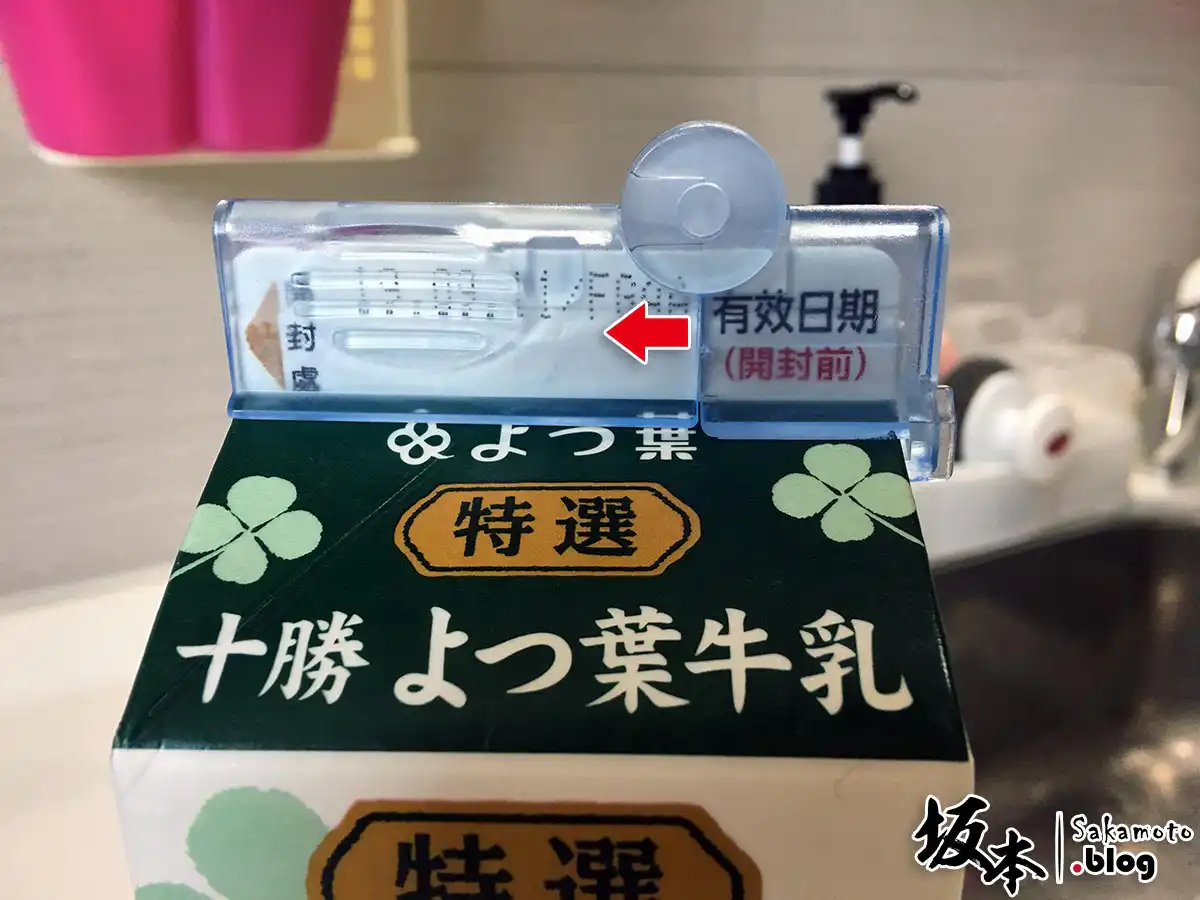 開
封
處
有效日期
(開封前)
よつ葉
特選
十勝 よつ葉牛乳
特選
坂本
Sakamoto
.blog